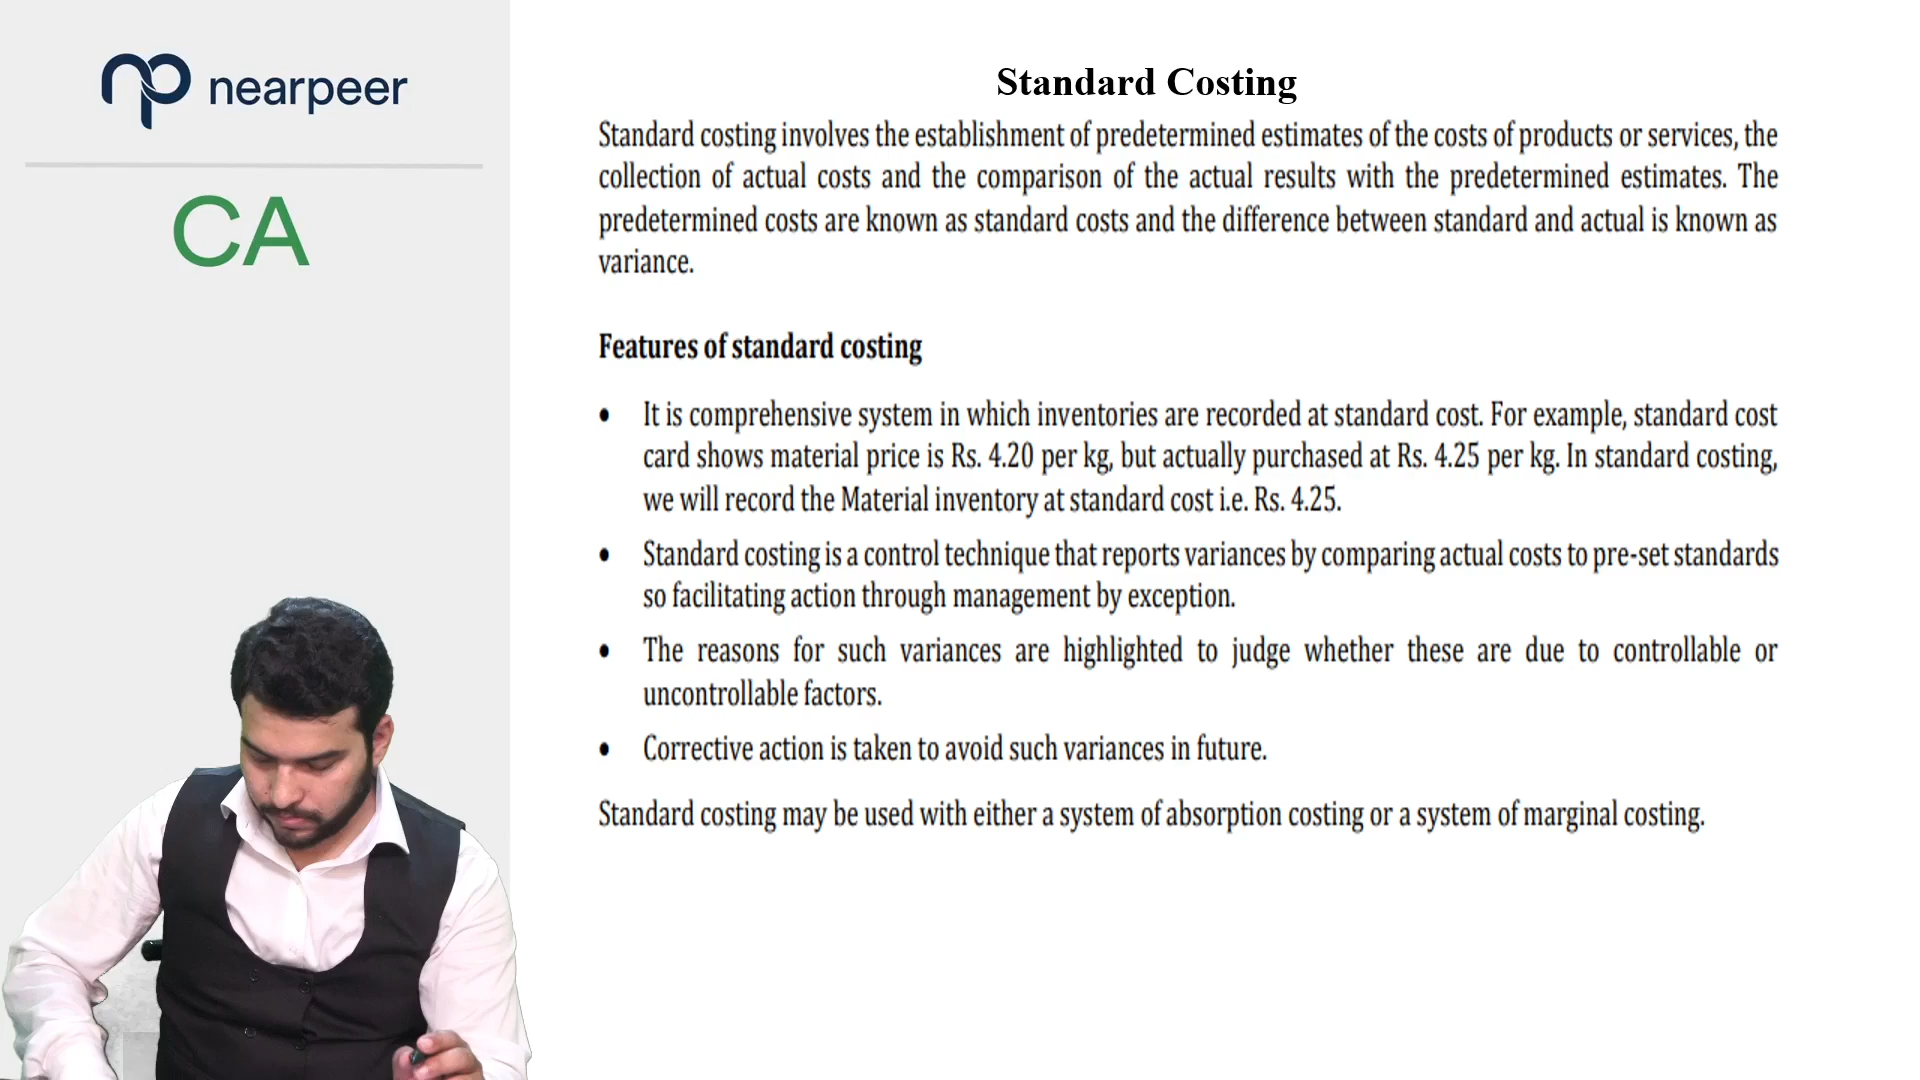 nearpeer
CA
Standard Costing
Standard costing involves the establishment of predetermined estimates of the costs of products or services, the
collection of actual costs and the comparison of the actual results with the predetermined estimates. The
predetermined costs are known as standard costs and the difference between standard and actual is known as
variance.
Features of standard costing
• It is comprehensive system in which inventories are recorded at standard cost. For example, standard cost
card shows material price is Rs. 4.20 per kg, but actually purchased at Rs. 4.25 per kg. In standard costing,
we will record the Material inventory at standard cost i.e. Rs. 4.25.
• Standard costing is a control technique that reports variances by comparing actual costs to pre-set standards
so facilitating action through management by exception.
• The reasons for such variances are highlighted to judge whether these are due to controllable or
uncontrollable factors.
• Corrective action is taken to avoid such variances in future.
Standard costing may be used with either a system of absorption costing or a system of marginal costing.